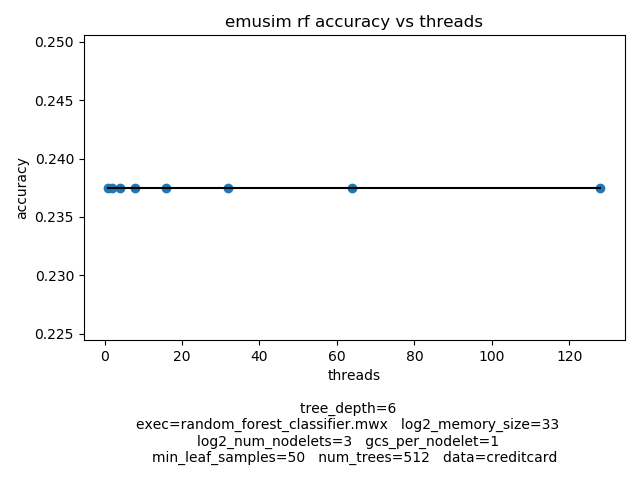 emusim rf accuracy vs threads
0.250
0.245
0.240
0.235
0.230
0.225
accuracy
0 20 40 60 80 100 120
threads
tree_depth=6
exec=random_forest_classifier.mwx log2_memory_size=33
log2_num_nodelets=3 gcs_per_nodelet=1
min_leaf_samples=50 num_trees=512 data=creditcard